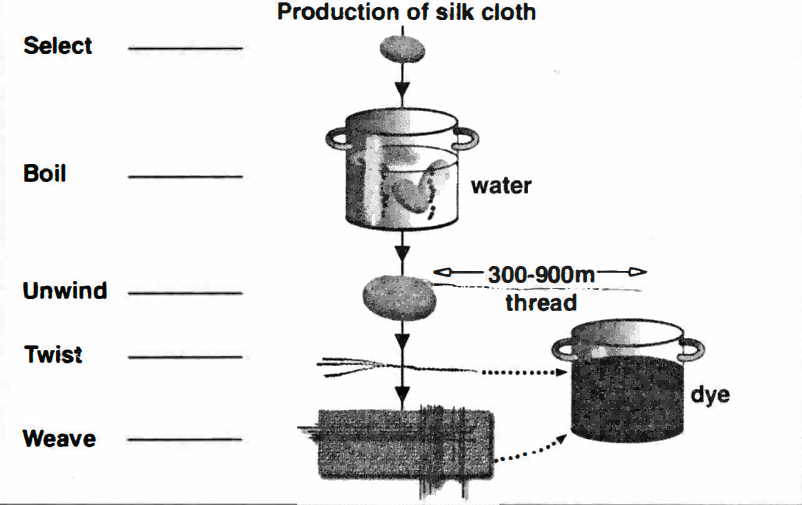 Production of silk cloth
Select
Boil
water
300-900m
Unwind
thread
Twist
dye
Weave